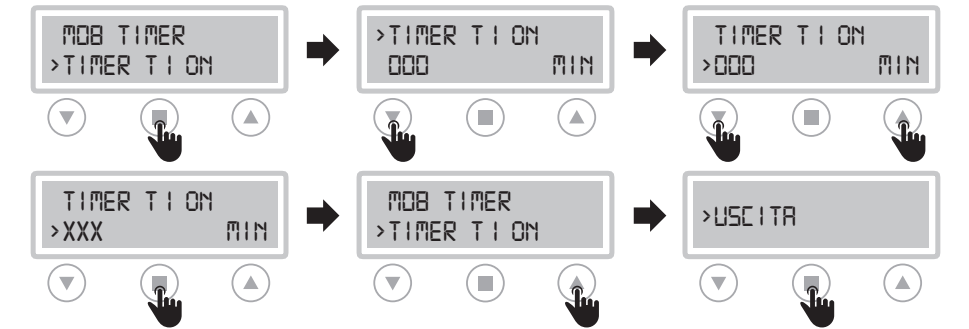 MOB TIMER
>TIMER T1 ON
>TIMER T1 ON
000 MIN
TIMER T1 ON
>000 MIN
TIMER T1 ON
>XXX MIN
MOB TIMER
>TIMER T1 ON
>USCITA